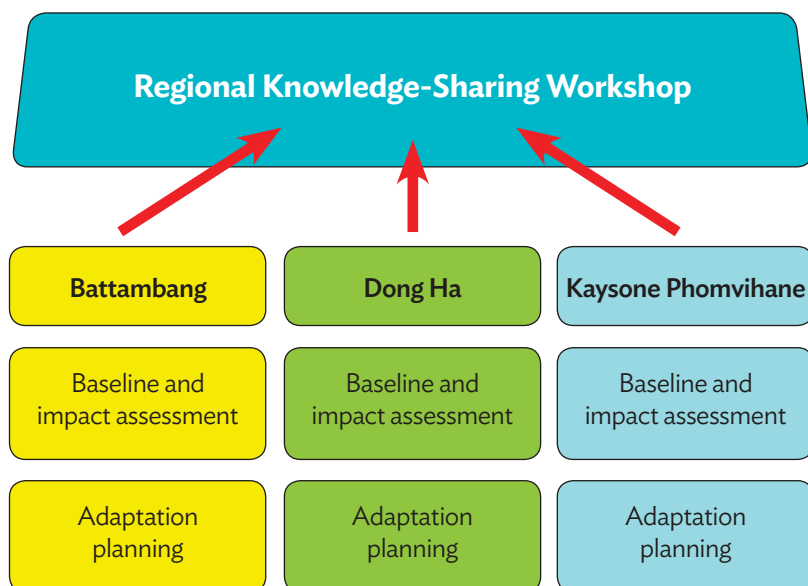 Regional Knowledge-Sharing Workshop
Battambang
Dong Ha
Kaysone Phomvihane
Baseline and
impact assessment
Baseline and
impact assessment
Baseline and
impact assessment
Adaptation
planning
Adaptation
planning
Adaptation
planning